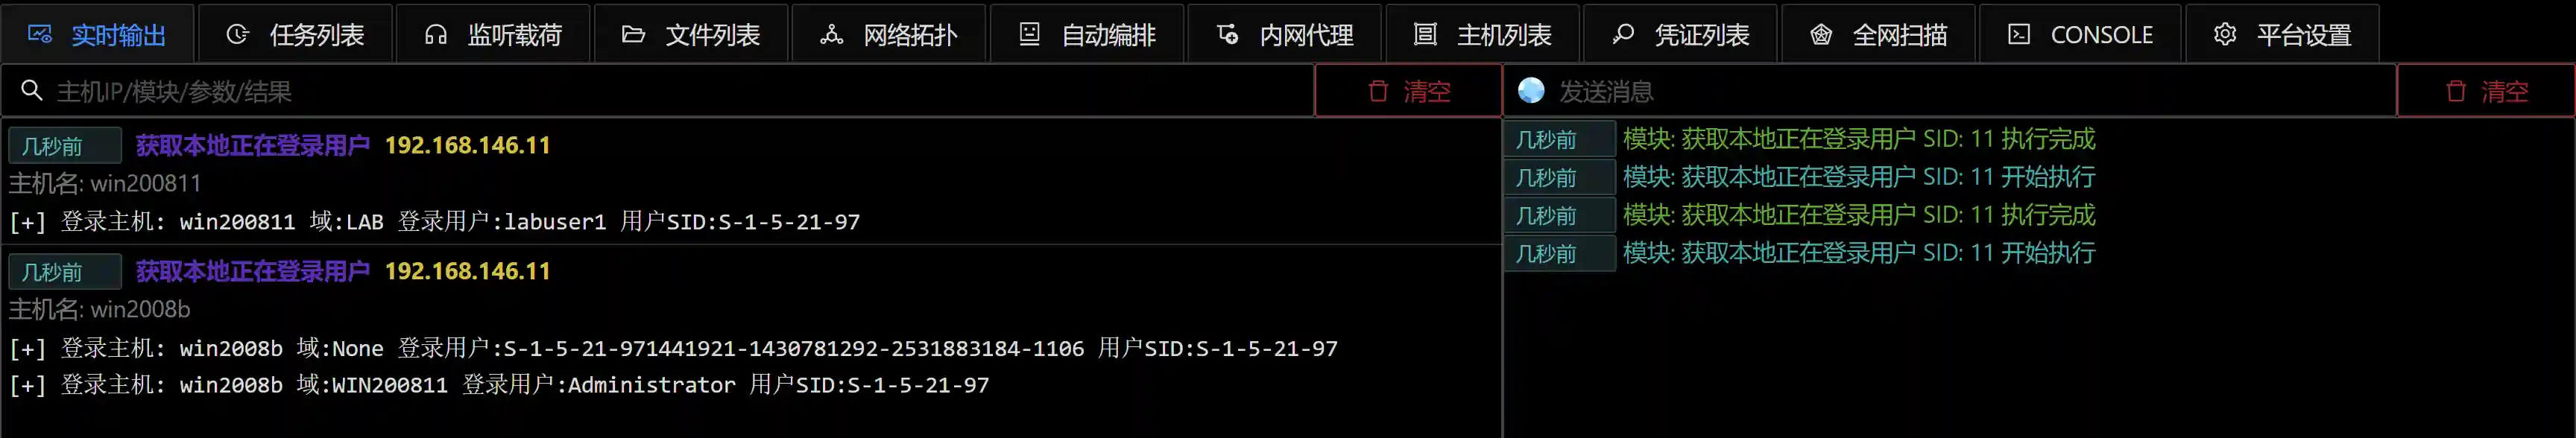 实时输出 任务列表 监听载荷 文件列表 网络拓扑 自动编排 内网代理 主机列表 凭证列表 全网扫描 CONSOLE 平台设置
主机IP/模块/参数/结果 清空 发送消息 清空
几秒前 获取本地正在登录用户 192.168.146.11
主机名: win200811
[+] 登录主机: win200811 域:LAB 登录用户:labuser1 用户SID:S-1-5-21-97
几秒前 获取本地正在登录用户 192.168.146.11
主机名: win2008b
[+] 登录主机: win2008b 域:None 登录用户:S-1-5-21-971441921-1430781292-2531883184-1106 用户SID:S-1-5-21-97
[+] 登录主机: win2008b 域:WIN200811 登录用户:Administrator 用户SID:S-1-5-21-97
几秒前 模块: 获取本地正在登录用户 SID: 11 执行完成
几秒前 模块: 获取本地正在登录用户 SID: 11 开始执行
几秒前 模块: 获取本地正在登录用户 SID: 11 执行完成
几秒前 模块: 获取本地正在登录用户 SID: 11 开始执行